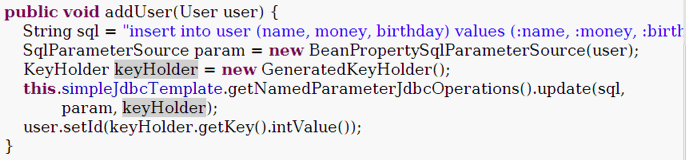 public void addUser(User user) {
String sql = "insert into user (name, money, birthday) values (:name, :money, :birth
SqlParameterSource param = new BeanPropertySqlParameterSource(user);
KeyHolder keyHolder = new GeneratedKeyHolder();
this.simpleJdbcTemplate.getNamedParameterJdbcOperations().update(sql,
param, keyHolder);
user.setId(keyHolder.getKey().intValue());
}